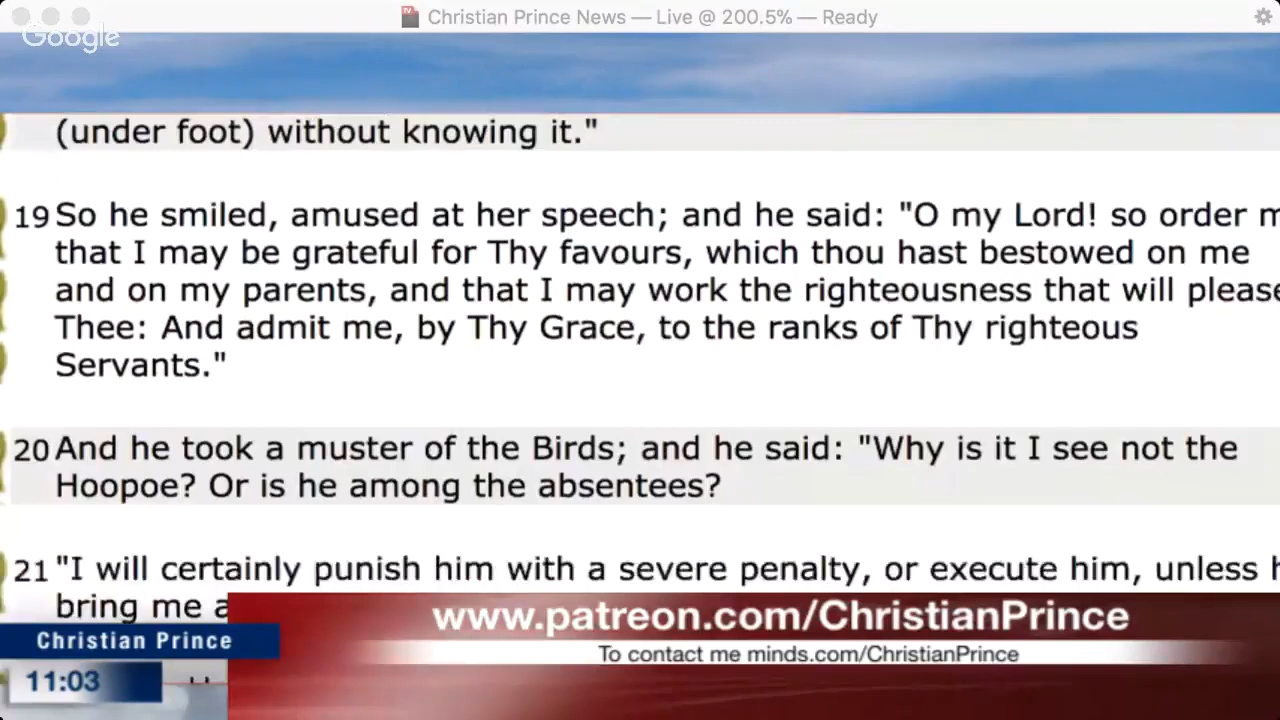 Christian Prince News — Live @ 200.5% — Ready
Google
(under foot) without knowing it."
19 So he smiled, amused at her speech; and he said: "O my Lord! so order
that I may be grateful for Thy favours, which thou hast bestowed on me
and on my parents, and that I may work the righteousness that will please
Thee: And admit me, by Thy Grace, to the ranks of Thy righteous
Servants."
20 And he took a muster of the Birds; and he said: "Why is it I see not the
Hoopoe? Or is he among the absentees?
21 "I will certainly punish him with a severe penalty, or execute him, unless
bring me a
www.patreon.com/ChristianPrince
To contact me minds.com/ChristianPrince
Christian Prince
11:03